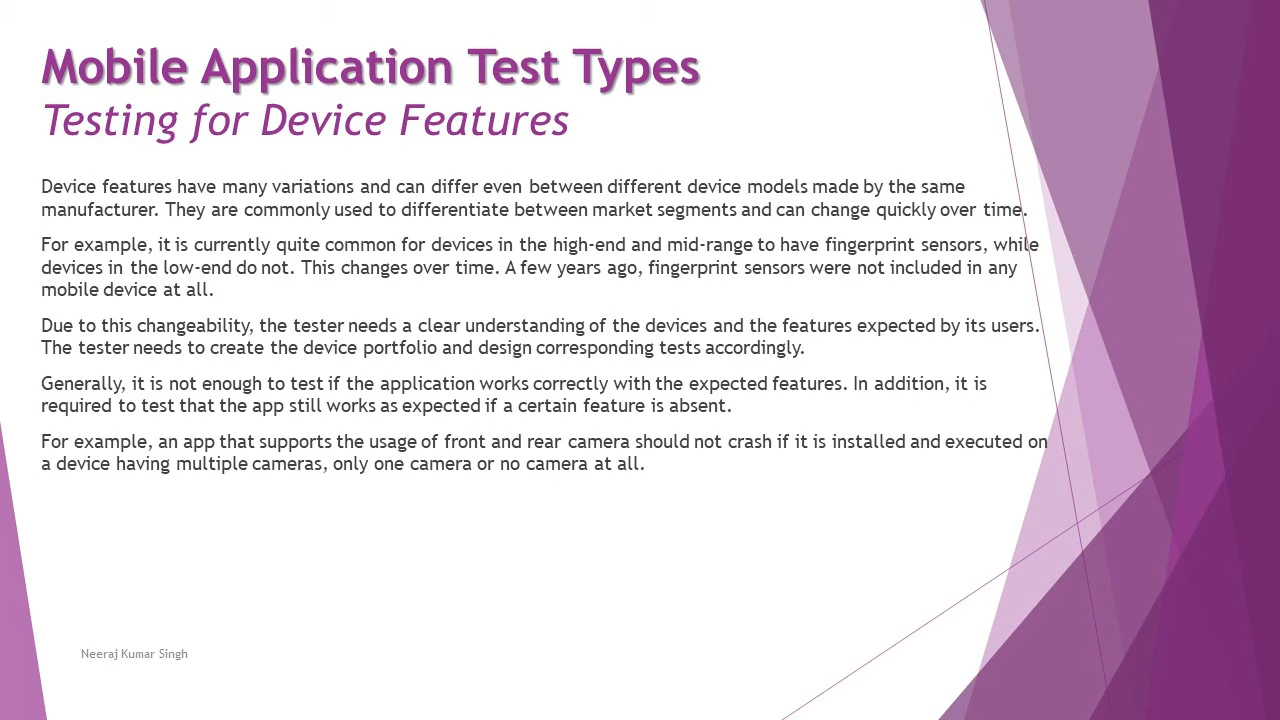 Mobile Application Test Types
Testing for Device Features
Device features have many variations and can differ even between different device models made by the same
manufacturer. They are commonly used to differentiate between market segments and can change quickly over time.
For example, it is currently quite common for devices in the high-end and mid-range to have fingerprint sensors, while
devices in the low-end do not. This changes over time. A few years ago, fingerprint sensors were not included in any
mobile device at all.
Due to this changeability, the tester needs a clear understanding of the devices and the features expected by its users.
The tester needs to create the device portfolio and design corresponding tests accordingly.
Generally, it is not enough to test if the application works correctly with the expected features. In addition, it is
required to test that the app still works as expected if a certain feature is absent.
For example, an app that supports the usage of front and rear camera should not crash if it is installed and executed on
a device having multiple cameras, only one camera or no camera at all.
Neeraj Kumar Singh